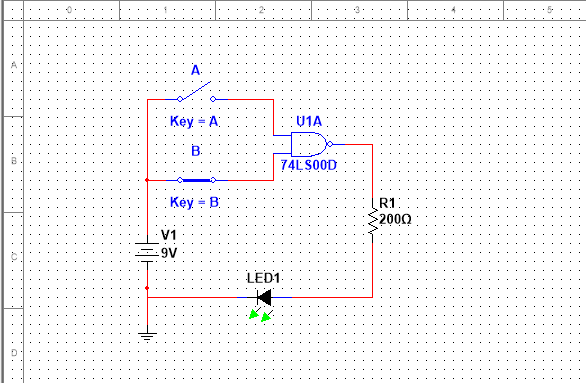 0 1 2 3 4 5
A
A
Key = A
U1A
B
B
74LS00D
Key = B
R1
200Ω
V1
9V
C
LED1
D